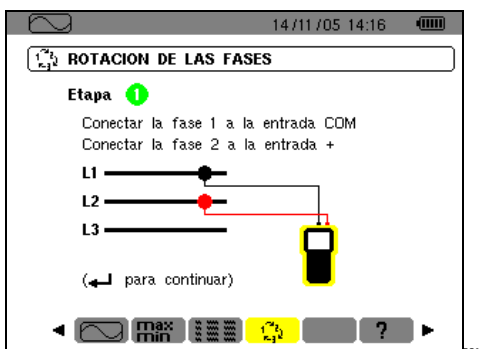 14/11/05 14:16
ROTACION DE LAS FASES
Etapa 1
Conectar la fase 1 a la entrada COM
Conectar la fase 2 a la entrada +
L1
L2
L3
(↵ para continuar)
max
min
?